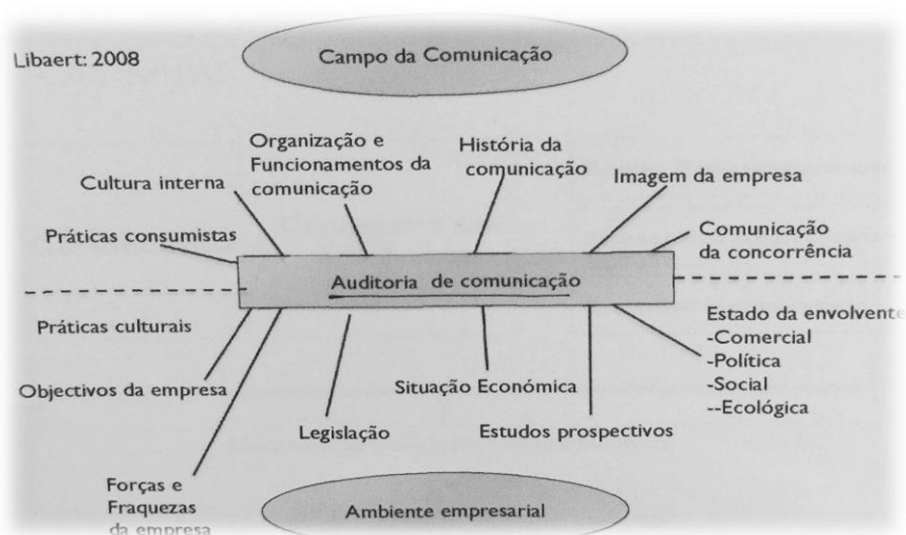 Libaert: 2008
Campo da Comunicação
Organização e
Funcionamentos da
comunicação
História da
comunicação
Cultura interna
Imagem da empresa
Práticas consumistas
Comunicação
da concorrência
Auditoria de comunicação
Práticas culturais
Estado da envolvente
-Comercial
-Política
-Social
--Ecológica
Objectivos da empresa
Situação Económica
Legislação
Estudos prospectivos
Forças e
Fraquezas
da empresa
Ambiente empresarial